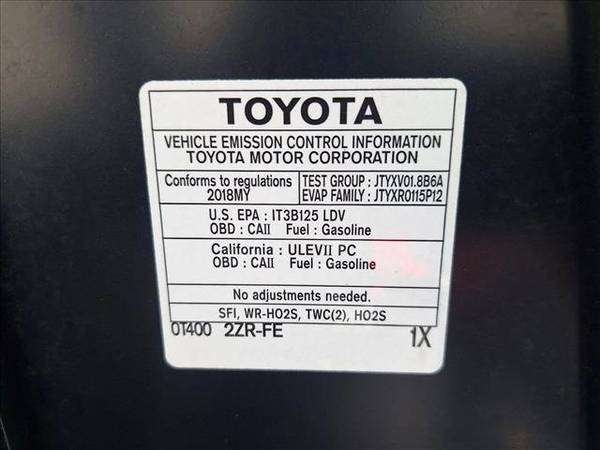 TOYOTA
VEHICLE EMISSION CONTROL INFORMATION
TOYOTA MOTOR CORPORATION
Conforms to regulations
2018MY
TEST GROUP : JTYXV01.8B6A
EVAP FAMILY : JTYXR0115P12
U.S. EPA : IT3B125 LDV
OBD : CAII Fuel : Gasoline
California : ULEVII PC
OBD : CAII Fuel : Gasoline
No adjustments needed.
SFI, WR-HO2S, TWC(2), HO2S
0T400 2ZR-FE 1X